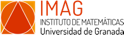 IMAG
INSTITUTO DE MATEMÁTICAS
Universidad de Granada